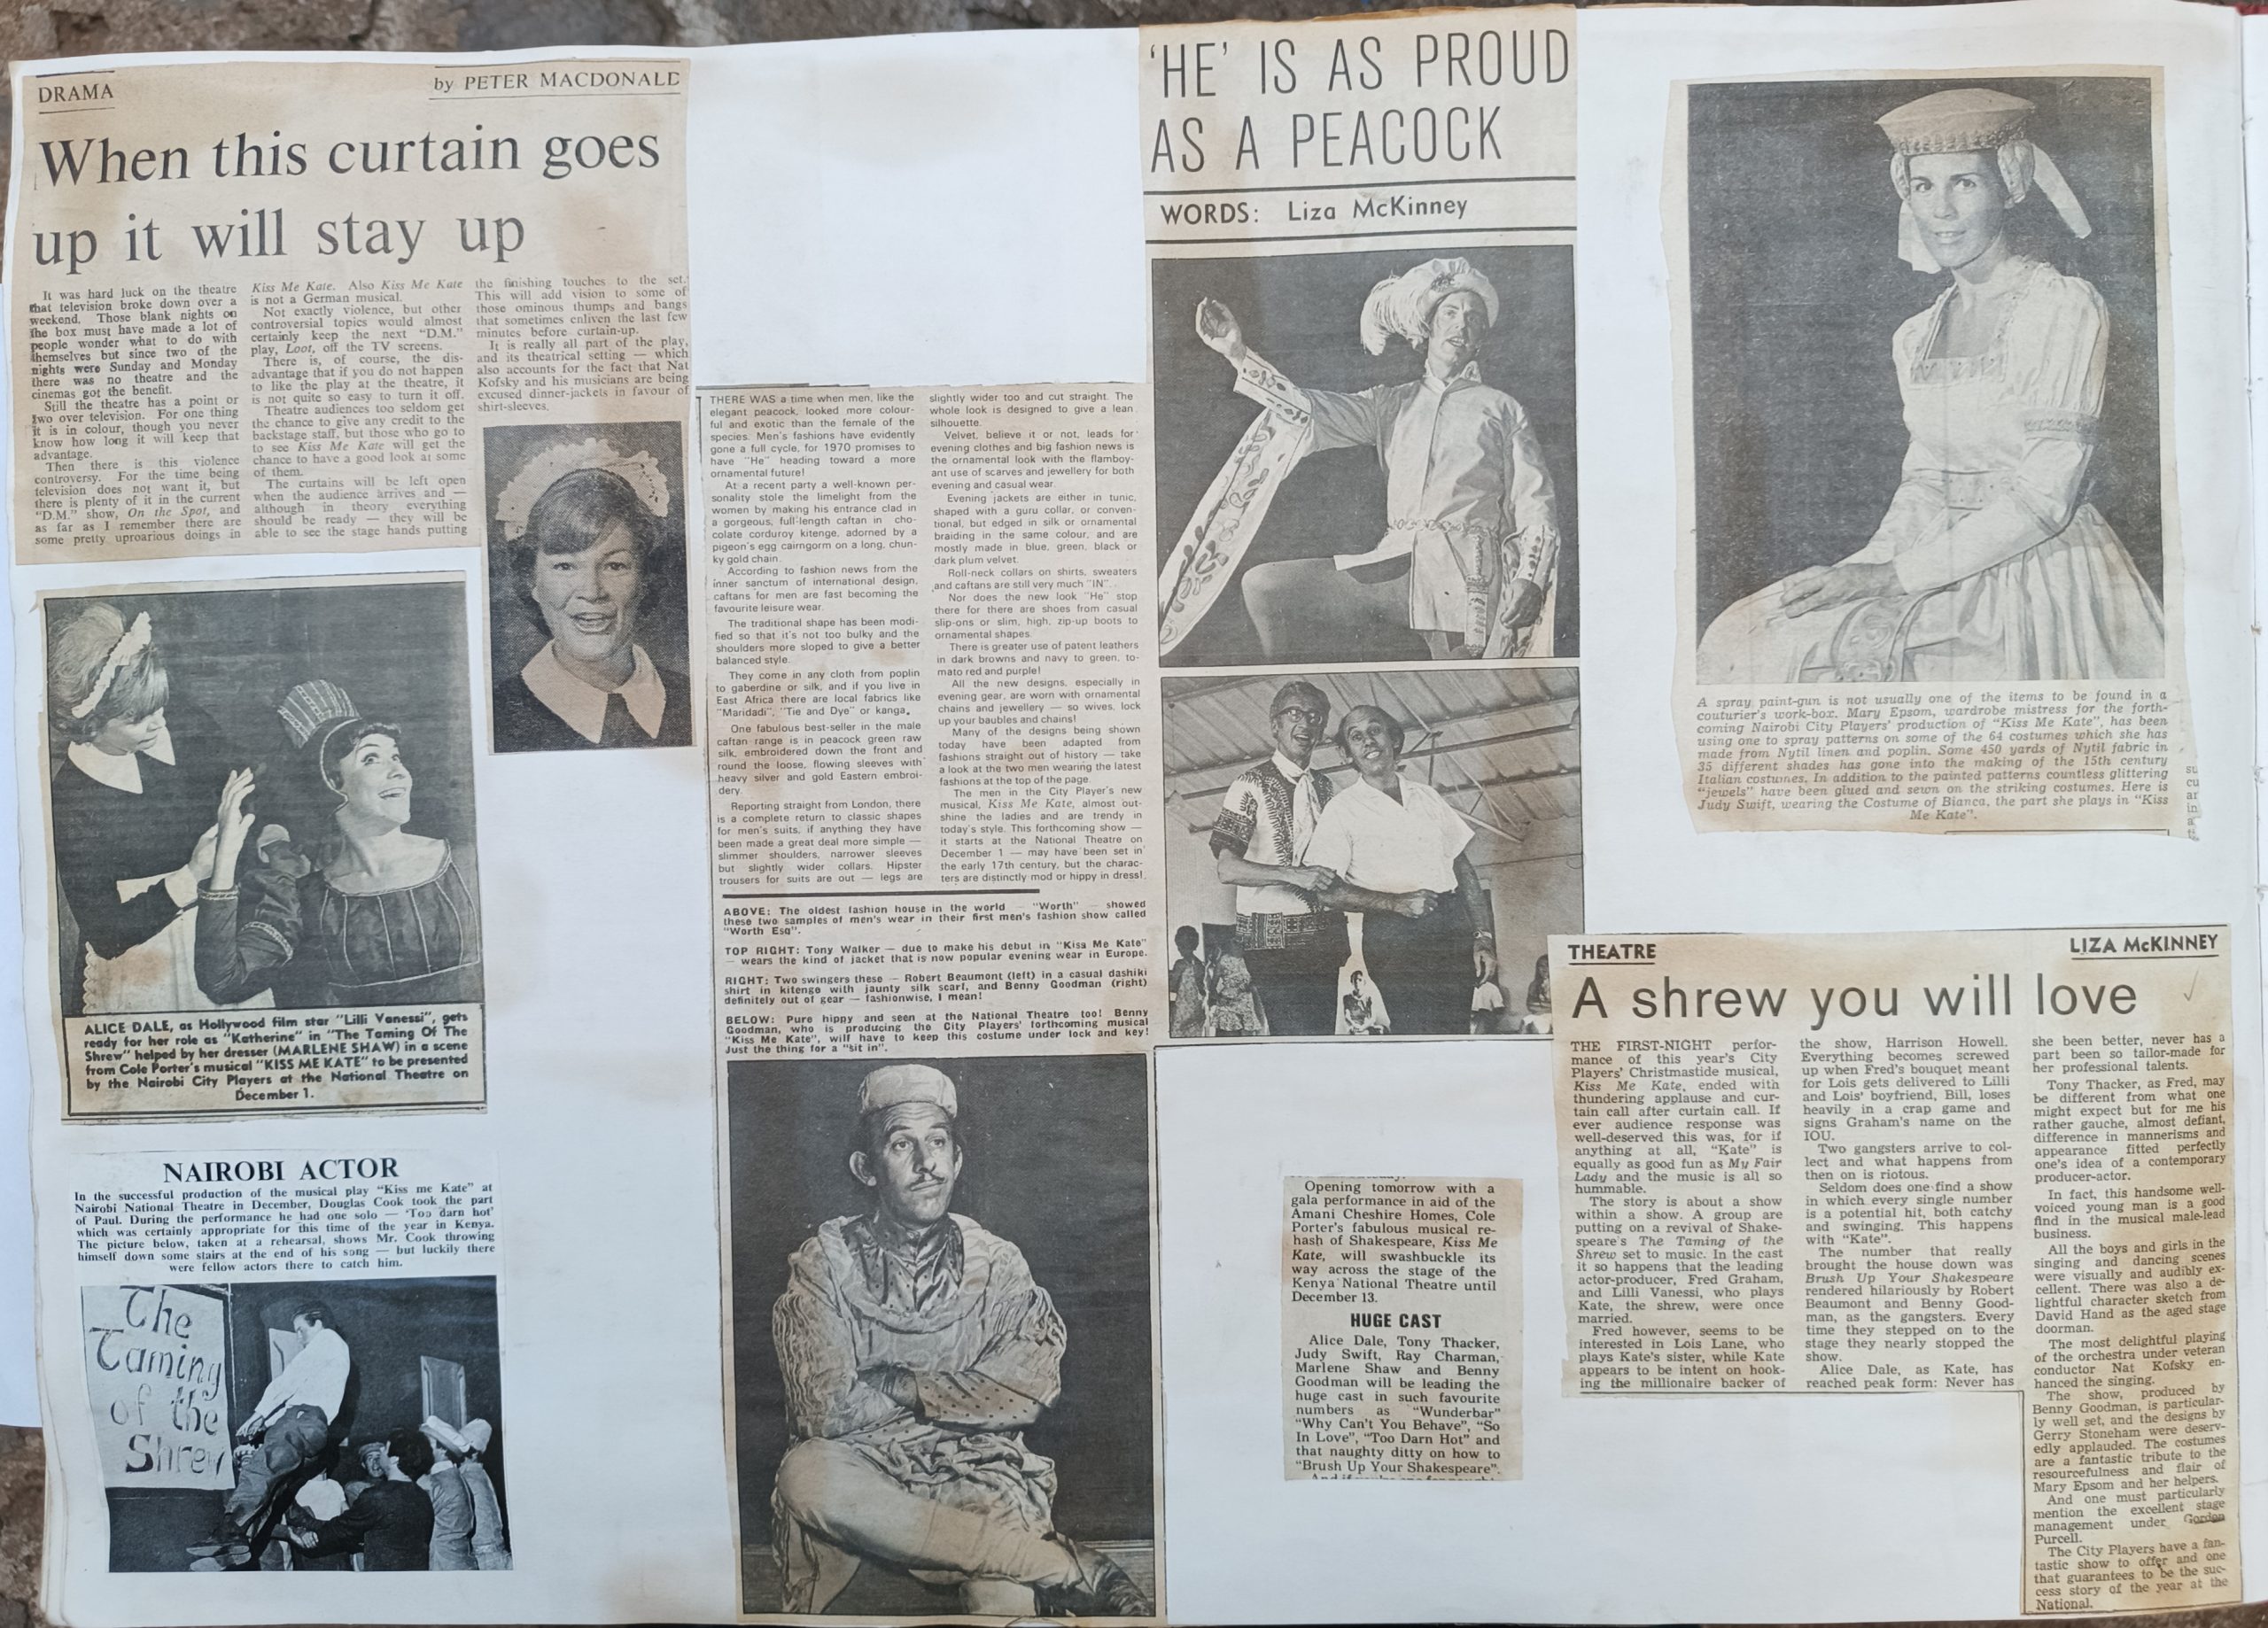 DRAMA
by PETER MACDONALD
When this curtain goes
up it will stay up
It was hard luck on the theatre
that television broke down over a
weekend. Those blank nights on
the box must have made a lot of
people wonder what to do with
themselves but since two of the
nights were Sunday and Monday
there was no theatre and the
cinemas got the benefit.
Still the theatre has a point or
two over television. For one thing
it is in colour, though you never
know how long it will keep that
advantage.
Then there is this violence
controversy. For the time being
television does not want it, but
there is plenty of it in the current
"D.M." show, On the Spot, and
as far as I remember there are
some pretty uproarious doings in
Kiss Me Kate. Also Kiss Me Kate
is not a German musical.
Not exactly violence, but other
controversial topics would almost
certainly keep the next "D.M."
play, Loot, off the TV screens.
There is, of course, the dis-
advantage that if you do not happen
to like the play at the theatre, it
is not quite so easy to turn it off.
Theatre audiences too seldom get
the chance to give any credit to the
backstage staff, but those who go to
to see Kiss Me Kate will get the
chance to have a good look at some
of them.
The curtains will be left open
when the audience arrives and —
although in theory everything
should be ready — they will be
able to see the stage hands putting
the finishing touches to the set.
This will add vision to some of
those ominous thumps and bangs
that sometimes enliven the last few
minutes before curtain-up.
It is really all part of the play,
and its theatrical setting — which
also accounts for the fact that Nat
Kofsky and his musicians are being
excused dinner-jackets in favour of
shirt-sleeves.
ALICE DALE, as Hollywood film star "Lilli Vanessi", gets
ready for her role as "Katherine" in "The Taming Of The
Shrew" helped by her dresser (MARLENE SHAW) in a scene
from Cole Porter's musical "KISS ME KATE" to be presented
by the Nairobi City Players at the National Theatre on
December 1.
NAIROBI ACTOR
In the successful production of the musical play "Kiss me Kate" at
Nairobi National Theatre in December, Douglas Cook took the part
of Paul. During the performance he had one solo — 'Too darn hot'
which was certainly appropriate for this time of the year in Kenya.
The picture below, taken at a rehearsal, shows Mr. Cook throwing
himself down some stairs at the end of his song — but luckily there
were fellow actors there to catch him.
The
Taming
of the
Shrew
'HE' IS AS PROUD
AS A PEACOCK
WORDS: Liza McKinney
THERE WAS a time when men, like the
elegant peacock, looked more colour-
ful and exotic than the female of the
species. Men's fashions have evidently
gone a full cycle, for 1970 promises to
have "He" heading toward a more
ornamental future!
At a recent party a well-known per-
sonality stole the limelight from the
women by making his entrance clad in
a gorgeous, full-length caftan in cho-
colate corduroy kitenge, adorned by a
pigeon's egg cairngorm on a long, chun-
ky gold chain.
According to fashion news from the
inner sanctum of international design,
caftans for men are fast becoming the
favourite leisure wear.
The traditional shape has been modi-
fied so that it's not too bulky and the
shoulders more sloped to give a better
balanced style.
They come in any cloth from poplin
to gaberdine or silk, and if you live in
East Africa there are local fabrics like
"Maridadi", "Tie and Dye" or kanga.
One fabulous best-seller in the male
caftan range is in peacock green raw
silk, embroidered down the front and
round the loose, flowing sleeves with
heavy silver and gold Eastern embroi-
dery.
Reporting straight from London, there
is a complete return to classic shapes
for men's suits, if anything they have
been made a great deal more simple —
slimmer shoulders, narrower sleeves
but slightly wider collars. Hipster
trousers for suits are out — legs are
slightly wider too and cut straight. The
whole look is designed to give a lean
silhouette.
Velvet, believe it or not, leads for
evening clothes and big fashion news is
the ornamental look with the flamboy-
ant use of scarves and jewellery for both
evening and casual wear.
Evening jackets are either in tunic,
shaped with a guru collar, or conven-
tional, but edged in silk or ornamental
braiding in the same colour, and are
mostly made in blue, green, black or
dark plum velvet.
Roll-neck collars on shirts, sweaters
and caftans are still very much "IN".
Nor does the new look "He" stop
there for there are shoes from casual
slip-ons or slim, high, zip-up boots to
ornamental shapes.
There is greater use of patent leathers
in dark browns and navy to green, to-
mato red and purple!
All the new designs, especially in
evening gear, are worn with ornamental
chains and jewellery — so wives, lock
up your baubles and chains!
Many of the designs being shown
today have been adapted from
fashions straight out of history — take
a look at the two men wearing the latest
fashions at the top of the page.
The men in the City Player's new
musical, Kiss Me Kate, almost out-
shine the ladies and are trendy in
today's style. This forthcoming show —
it starts at the National Theatre on
December 1 — may have been set in
the early 17th century, but the charac-
ters are distinctly mod or hippy in dress!
ABOVE: The oldest fashion house in the world — "Worth" — showed
these two samples of men's wear in their first men's fashion show called
"Worth Esq".
TOP RIGHT: Tony Walker — due to make his debut in "Kiss Me Kate"
— wears the kind of jacket that is now popular evening wear in Europe.
RIGHT: Two swingers these — Robert Beaumont (left) in a casual dashiki
shirt in kitenge with jaunty silk scarf, and Benny Goodman (right)
definitely out of gear — fashionwise, I mean!
BELOW: Pure hippy and seen at the National Theatre too! Benny
Goodman, who is producing the City Players' forthcoming musical
"Kiss Me Kate", will have to keep this costume under lock and key!
Just the thing for a "sit in".
A spray paint-gun is not usually one of the items to be found in a
couturier's work-box. Mary Epsom, wardrobe mistress for the forth-
coming Nairobi City Players' production of "Kiss Me Kate", has been
using one to spray patterns on some of the 64 costumes which she has
made from Nytil linen and poplin. Some 450 yards of Nytil fabric in
35 different shades has gone into the making of the 15th century
Italian costumes. In addition to the painted patterns countless glittering
"jewels" have been glued and sewn on the striking costumes. Here is
Judy Swift, wearing the Costume of Bianca, the part she plays in "Kiss
Me Kate".
su
cu
ar
in
Opening tomorrow with a
gala performance in aid of the
Amani Cheshire Homes, Cole
Porter's fabulous musical re-
hash of Shakespeare, Kiss Me
Kate, will swashbuckle its
way across the stage of the
Kenya National Theatre until
December 13.
HUGE CAST
Alice Dale, Tony Thacker,
Judy Swift, Ray Charman,
Marlene Shaw and Benny
Goodman will be leading the
huge cast in such favourite
numbers as "Wunderbar"
"Why Can't You Behave", "So
In Love", "Too Darn Hot" and
that naughty ditty on how to
"Brush Up Your Shakespeare".
THEATRE
LIZA McKINNEY
A shrew you will love
THE FIRST-NIGHT perfor-
mance of this year's City
Players' Christmastide musical,
Kiss Me Kate, ended with
thundering applause and cur-
tain call after curtain call. If
ever audience response was
well-deserved this was, for if
anything at all, "Kate" is
equally as good fun as My Fair
Lady and the music is all so
hummable.
The story is about a show
within a show. A group are
putting on a revival of Shake-
speare's The Taming of the
Shrew set to music. In the cast
it so happens that the leading
actor-producer, Fred Graham,
and Lilli Vanessi, who plays
Kate, the shrew, were once
married.
Fred however, seems to be
interested in Lois Lane, who
plays Kate's sister, while Kate
appears to be intent on hook-
ing the millionaire backer of
the show, Harrison Howell.
Everything becomes screwed
up when Fred's bouquet meant
for Lois gets delivered to Lilli
and Lois' boyfriend, Bill, loses
heavily in a crap game and
signs Graham's name on the
IOU.
Two gangsters arrive to col-
lect and what happens from
then on is riotous.
Seldom does one find a show
in which every single number
is a potential hit, both catchy
and swinging. This happens
with "Kate".
The number that really
brought the house down was
Brush Up Your Shakespeare
rendered hilariously by Robert
Beaumont and Benny Good-
man, as the gangsters. Every
time they stepped on to the
stage they nearly stopped the
show.
Alice Dale, as Kate, has
reached peak form: Never has
she been better, never has a
part been so tailor-made for
her professional talents.
Tony Thacker, as Fred, may
be different from what one
might expect but for me his
rather gauche, almost defiant,
difference in mannerisms and
appearance fitted perfectly
one's idea of a contemporary
producer-actor.
In fact, this handsome well-
voiced young man is a good
find in the musical male-lead
business.
All the boys and girls in the
singing and dancing scenes
were visually and audibly ex-
cellent. There was also a de-
lightful character sketch from
David Hand as the aged stage
doorman.
The most delightful playing
of the orchestra under veteran
conductor Nat Kofsky en-
hanced the singing.
The show, produced by
Benny Goodman, is particular-
ly well set, and the designs by
Gerry Stoneham were deserv-
edly applauded. The costumes
are a fantastic tribute to the
resourcefulness and flair of
Mary Epsom and her helpers.
And one must particularly
mention the excellent stage
management under Gordon
Purcell.
The City Players have a fan-
tastic show to offer and one
that guarantees to be the suc-
cess story of the year at the
National.